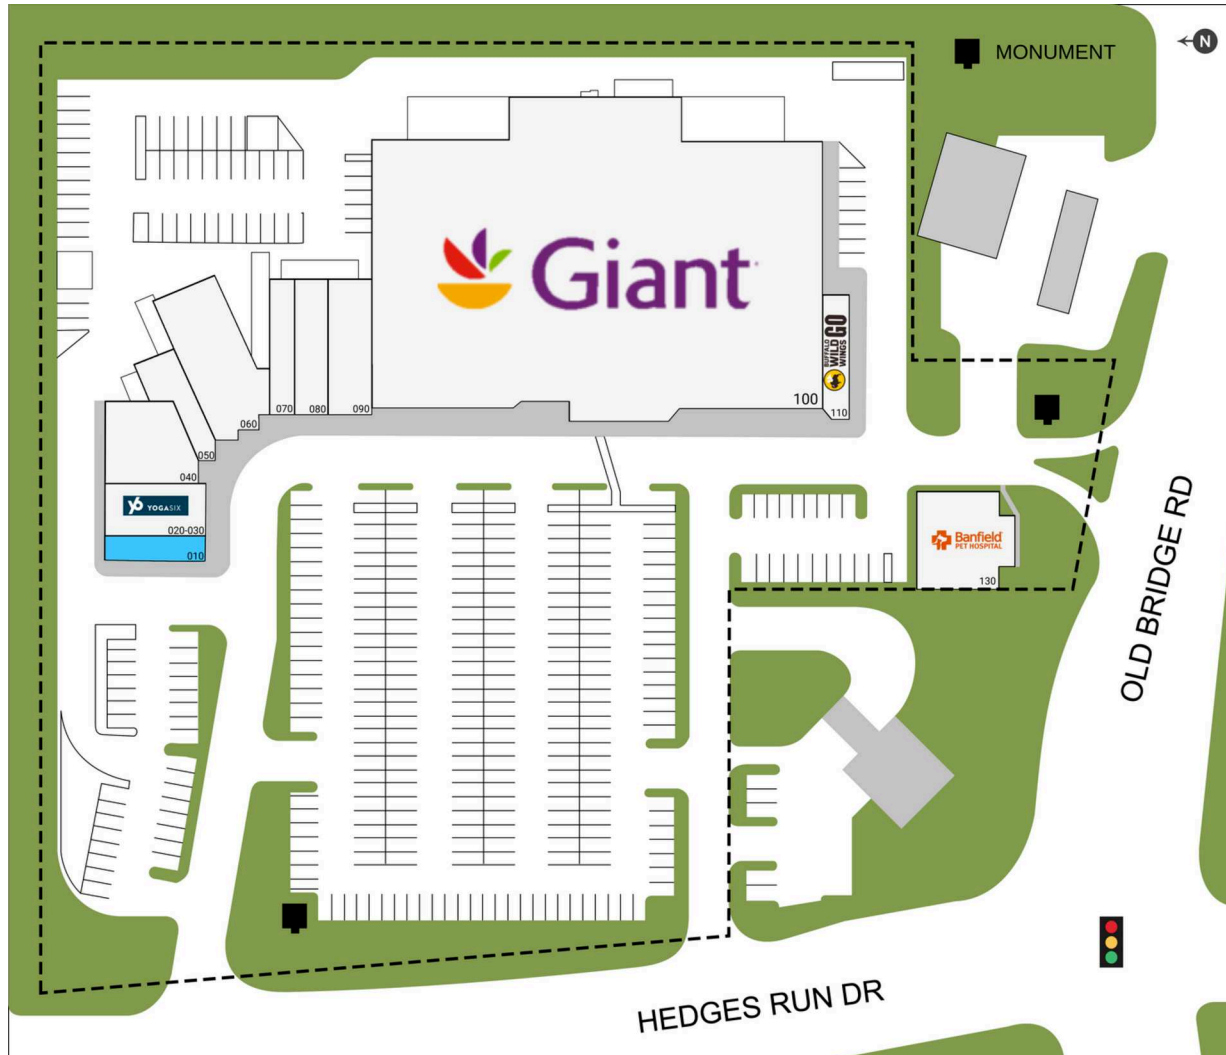 N
MONUMENT
Giant
BUFFALO
WILD
WINGS
GO
100
110
070
080
090
060
050
040
YOGASIX
020-030
010
Banfield
PET HOSPITAL
130
OLD BRIDGE RD
HEDGES RUN DR